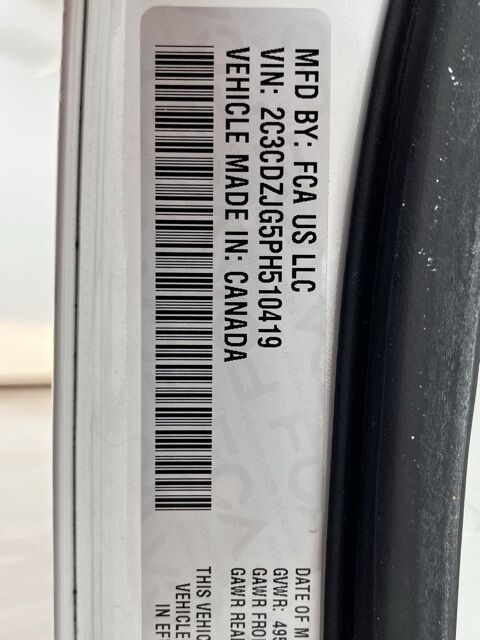 MFD BY: FCA US LLC
VIN: 2C3CDZJG5PH510419
VEHICLE MADE IN: CANADA
DATE OF M
GVWR: 499
GAWR FRO
GAWR REA
THIS VEHIC
VEHICLE
IN EF